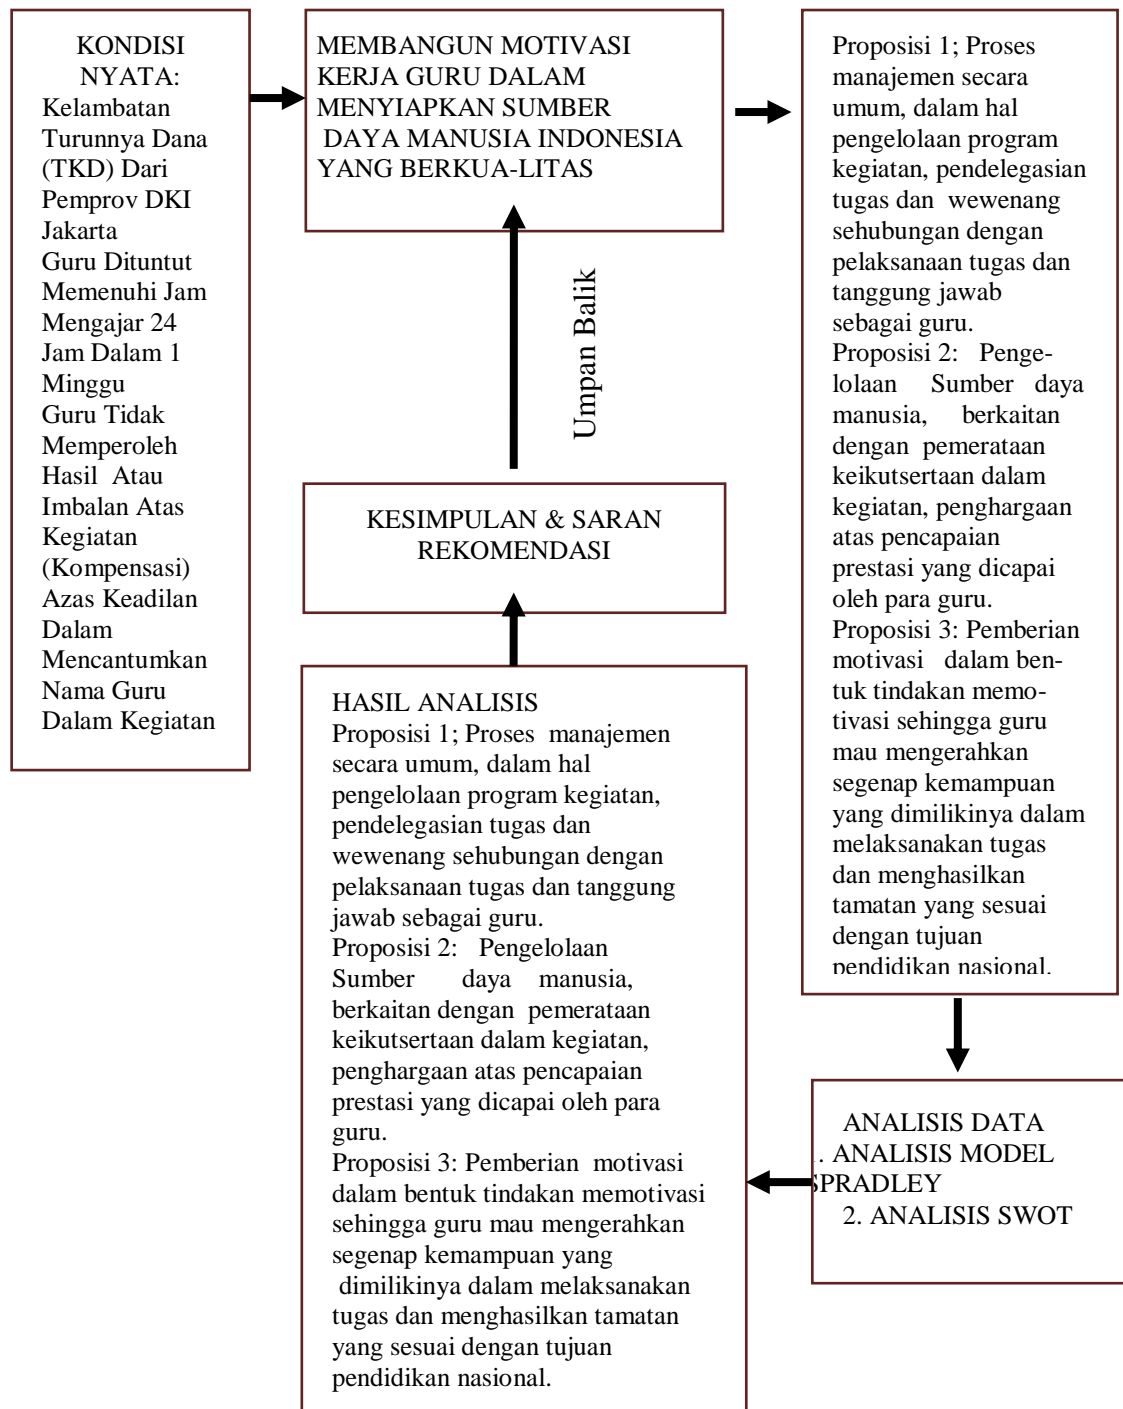 KONDISI
NYATA:
Kelambatan
Turunnya Dana
(TKD) Dari
Pemprov DKI
Jakarta
Guru Dituntut
Memenuhi Jam
Mengajar 24
Jam Dalam 1
Minggu
Guru Tidak
Memperoleh
Hasil Atau
Imbalan Atas
Kegiatan
(Kompensasi)
Azas Keadilan
Dalam
Mencantumkan
Nama Guru
Dalam Kegiatan
MEMBANGUN MOTIVASI
KERJA GURU DALAM
MENYIAPKAN SUMBER
DAYA MANUSIA INDONESIA
YANG BERKUA-LITAS
Proposisi 1; Proses
manajemen secara
umum, dalam hal
pengelolaan program
kegiatan, pendelegasian
tugas dan wewenang
sehubungan dengan
pelaksanaan tugas dan
tanggung jawab
sebagai guru.
Proposisi 2: Penge-
lolaan Sumber daya
manusia, berkaitan
dengan pemerataan
keikutsertaan dalam
kegiatan, penghargaan
atas pencapaian
prestasi yang dicapai
oleh para guru.
Proposisi 3: Pemberian
motivasi dalam ben-
tuk tindakan memo-
tivasi sehingga guru
mau mengerahkan
segenap kemampuan
yang dimilikinya dalam
melaksanakan tugas
dan menghasilkan
tamatan yang sesuai
dengan tujuan
pendidikan nasional.
ANALISIS DATA
. ANALISIS MODEL
SPRADLEY
2. ANALISIS SWOT
HASIL ANALISIS
Proposisi 1; Proses manajemen
secara umum, dalam hal
pengelolaan program kegiatan,
pendelegasian tugas dan
wewenang sehubungan dengan
pelaksanaan tugas dan tanggung
jawab sebagai guru.
Proposisi 2: Pengelolaan
Sumber daya manusia,
berkaitan dengan pemerataan
keikutsertaan dalam kegiatan,
penghargaan atas pencapaian
prestasi yang dicapai oleh para
guru.
Proposisi 3: Pemberian motivasi
dalam bentuk tindakan memotivasi
sehingga guru mau mengerahkan
segenap kemampuan yang
dimilikinya dalam melaksanakan
tugas dan menghasilkan tamatan
yang sesuai dengan tujuan
pendidikan nasional.
KESIMPULAN & SARAN
REKOMENDASI
Umpan Balik